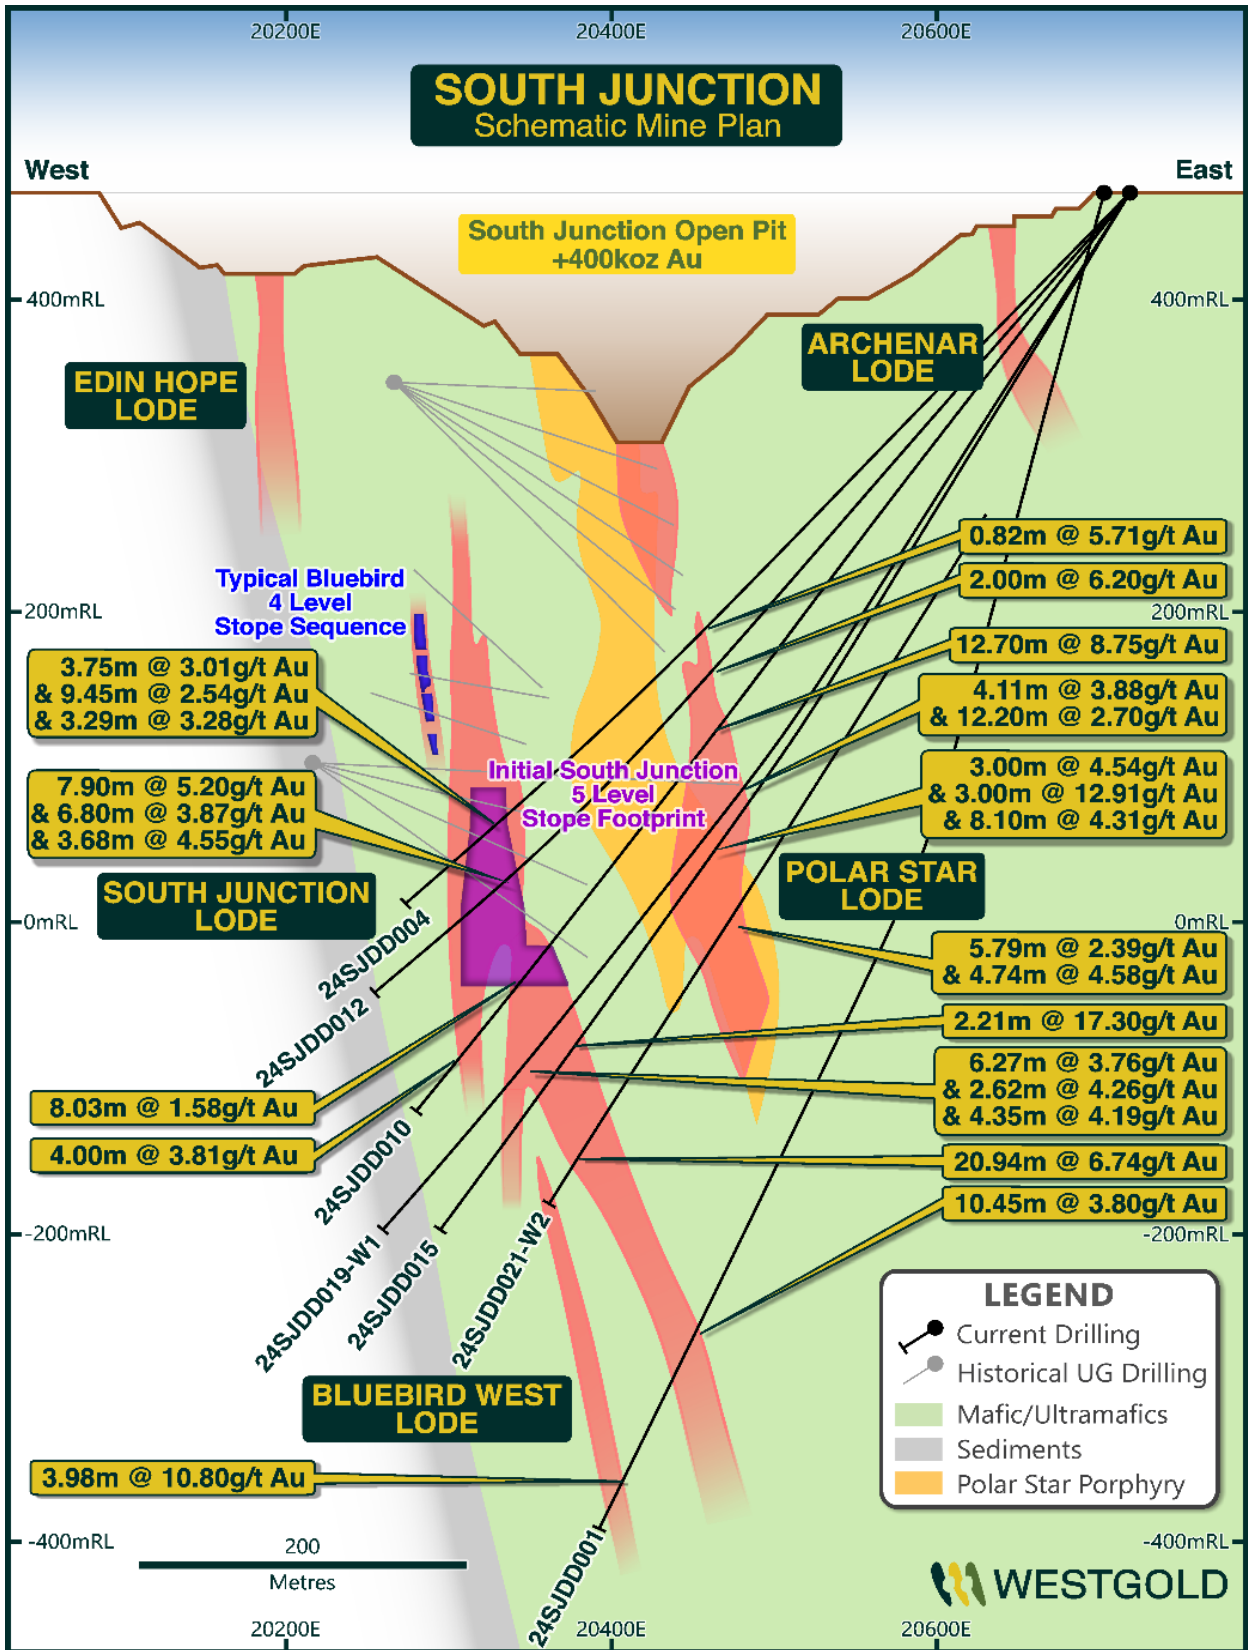 20200E
20400E
20600E
SOUTH JUNCTION
Schematic Mine Plan
West
East
South Junction Open Pit
+400koz Au
400mRL
400mRL
ARCHENAR
LODE
EDIN HOPE
LODE
0.82m @ 5.71g/t Au
2.00m @ 6.20g/t Au
Typical Bluebird
4 Level
Stope Sequence
200mRL
200mRL
12.70m @ 8.75g/t Au
3.75m @ 3.01g/t Au
& 9.45m @ 2.54g/t Au
& 3.29m @ 3.28g/t Au
4.11m @ 3.88g/t Au
& 12.20m @ 2.70g/t Au
Initial South Junction
5 Level
Stope Footprint
3.00m @ 4.54g/t Au
& 3.00m @ 12.91g/t Au
& 8.10m @ 4.31g/t Au
7.90m @ 5.20g/t Au
& 6.80m @ 3.87g/t Au
& 3.68m @ 4.55g/t Au
POLAR STAR
LODE
SOUTH JUNCTION
LODE
0mRL
0mRL
24SJDD004
24SJDD012
5.79m @ 2.39g/t Au
& 4.74m @ 4.58g/t Au
2.21m @ 17.30g/t Au
6.27m @ 3.76g/t Au
& 2.62m @ 4.26g/t Au
& 4.35m @ 4.19g/t Au
8.03m @ 1.58g/t Au
4.00m @ 3.81g/t Au
20.94m @ 6.74g/t Au
10.45m @ 3.80g/t Au
24SJDD010
24SJDD019-W1
24SJDD015
24SJDD021-W2
-200mRL
-200mRL
LEGEND
Current Drilling
Historical UG Drilling
Mafic/Ultramafics
Sediments
Polar Star Porphyry
BLUEBIRD WEST
LODE
3.98m @ 10.80g/t Au
24SJDD001
-400mRL
-400mRL
200
Metres
WESTGOLD
20200E
20400E
20600E